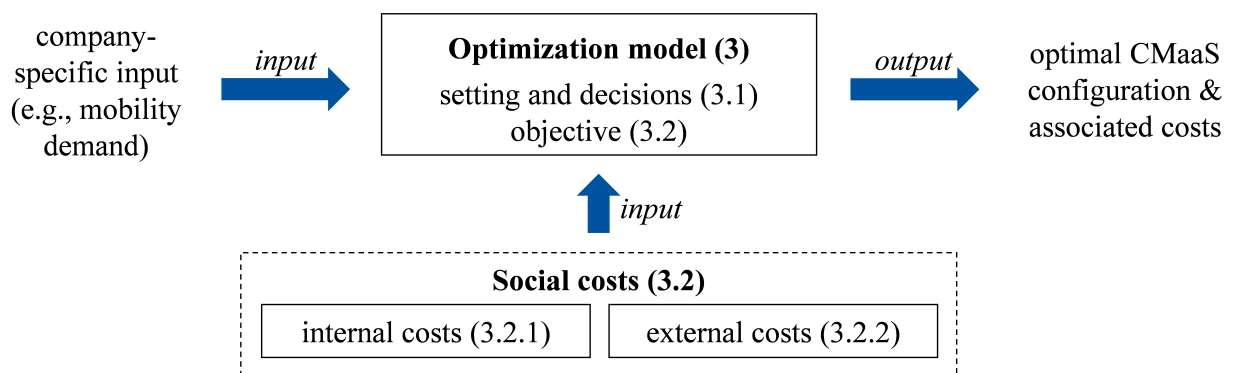 company-
specific input
(e.g., mobility
demand)
input
Optimization model (3)
setting and decisions (3.1)
objective (3.2)
output
optimal CMaaS
configuration &
associated costs
input
Social costs (3.2)
internal costs (3.2.1)
external costs (3.2.2)